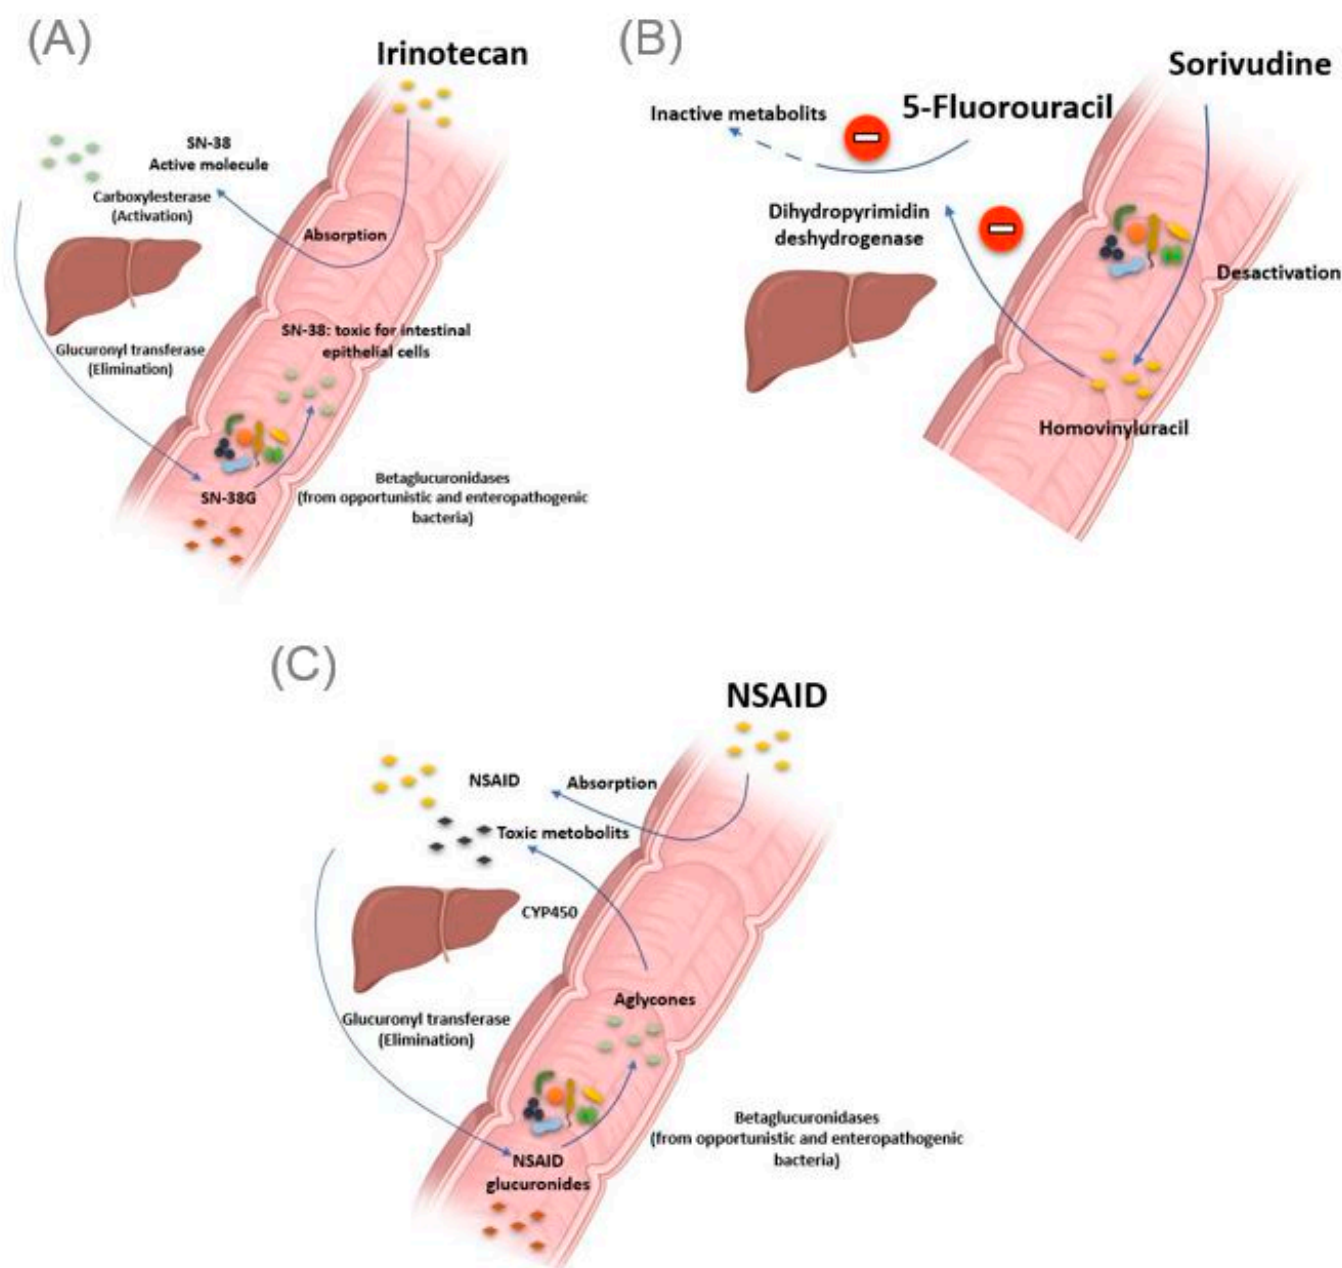 (A)
Irinotecan
SN-38
Active molecule
Carboxylesterase
(Activation)
Absorption
SN-38: toxic for intestinal
epithelial cells
Glucuronyl transferase
(Elimination)
SN-38G
Betaglucuronidases
(from opportunistic and enteropathogenic
bacteria)
(B)
Sorivudine
5-Fluorouracil
Inactive metabolits
Dihydropyrimidin
deshydrogenase
Desactivation
Homovinyluracil
(C)
NSAID
NSAID
Absorption
Toxic metobolits
CYP450
Aglycones
Glucuronyl transferase
(Elimination)
Betaglucuronidases
(from opportunistic and enteropathogenic
bacteria)
NSAID
glucuronides